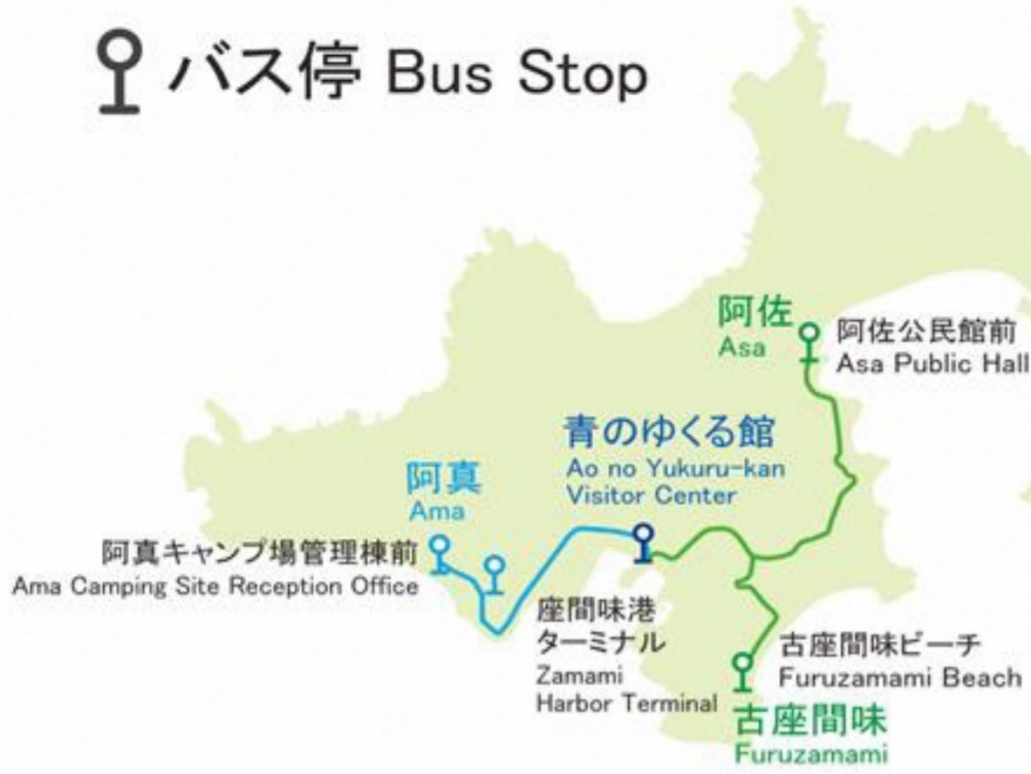 バス停 Bus Stop
阿佐
Asa
阿佐公民館前
Asa Public Hall
青のゆくる館
Ao no Yukuru-kan
Visitor Center
阿真
Ama
阿真キャンプ場管理棟前
Ama Camping Site Reception Office
座間味港
ターミナル
Zamami
Harbor Terminal
古座間味ビーチ
Furuzamami Beach
古座間味
Furuzamami